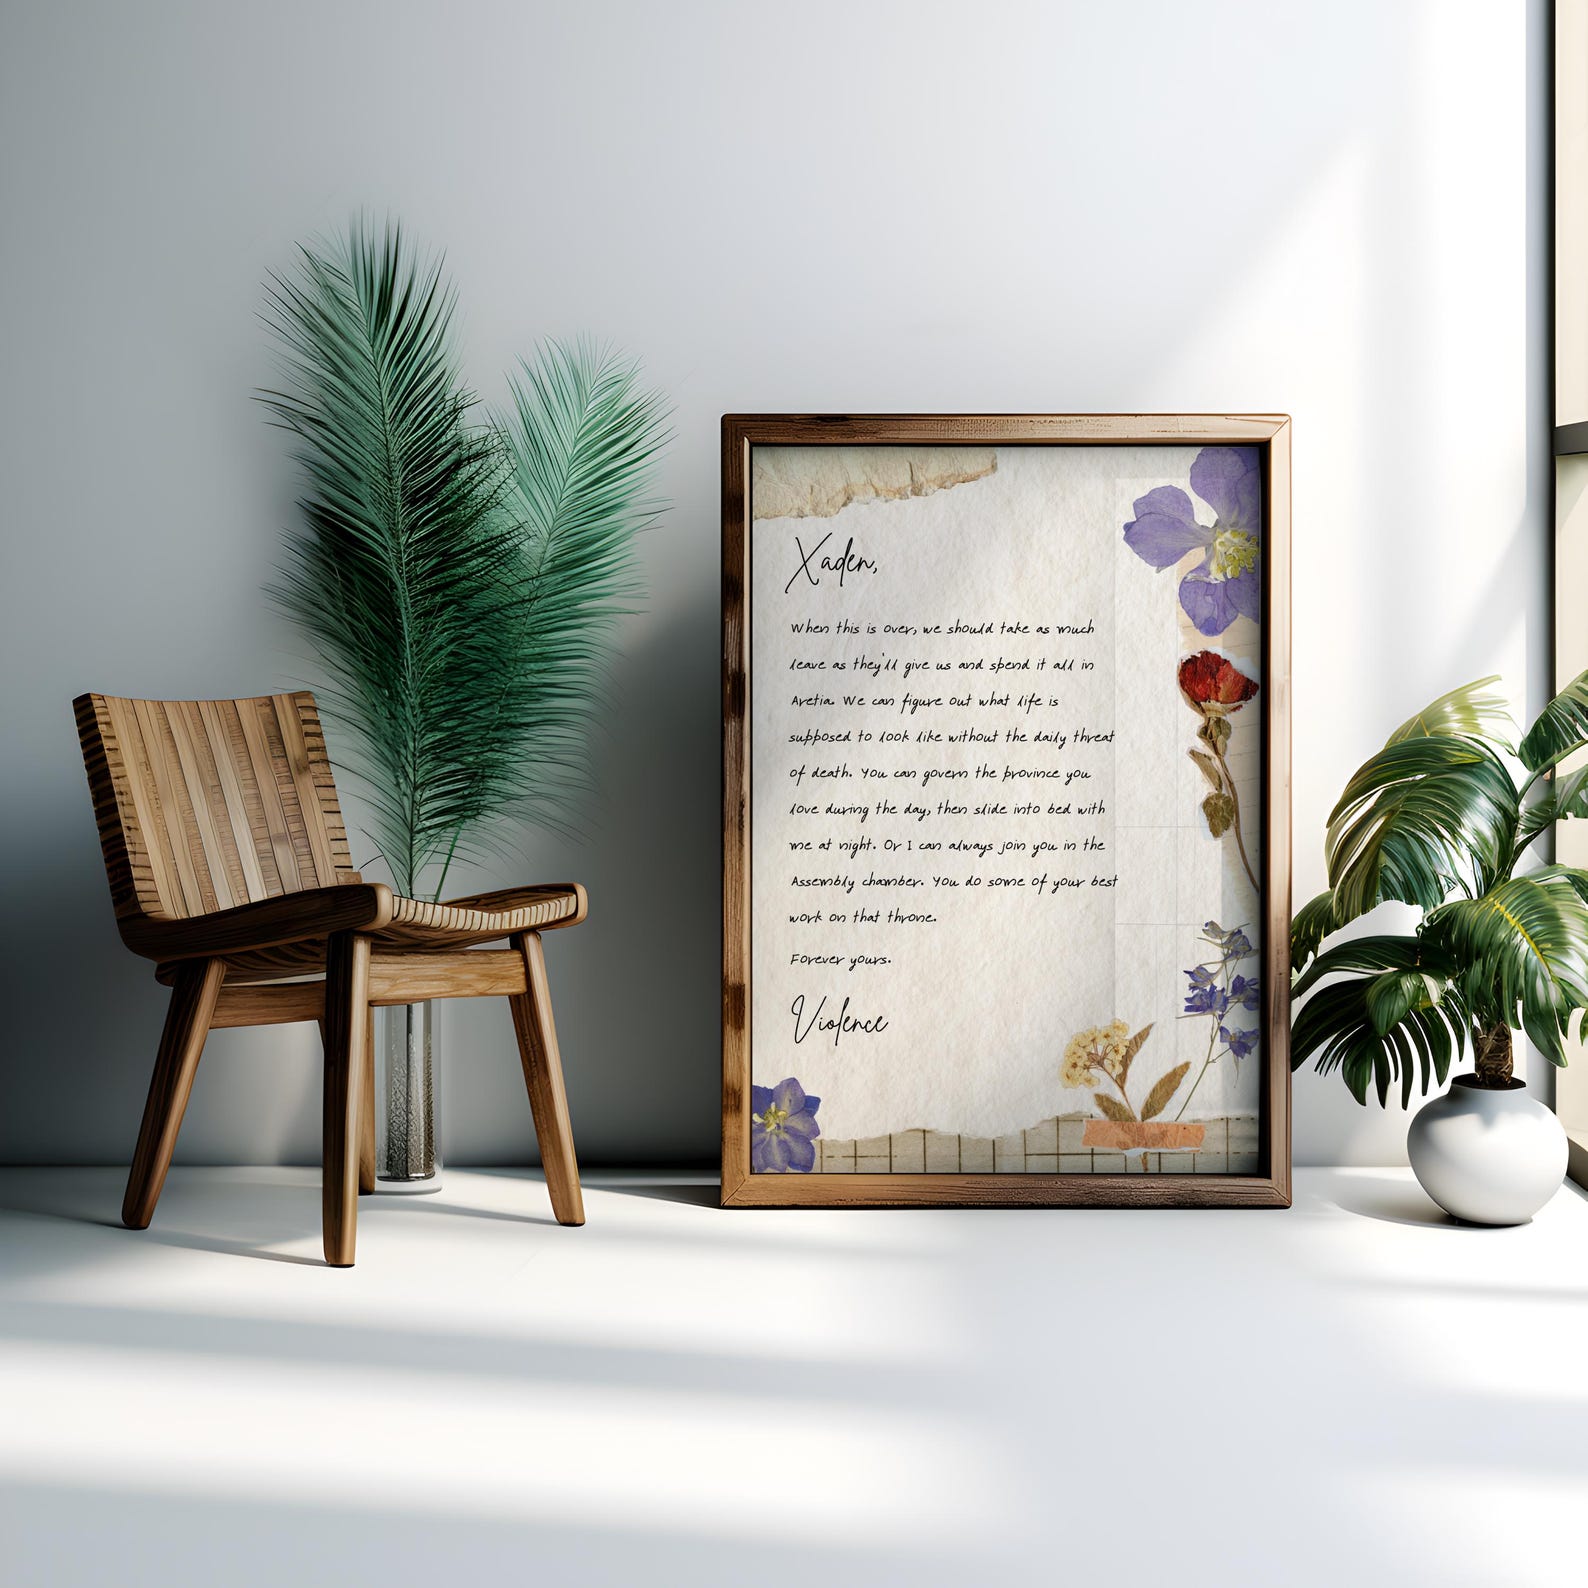 Xaden,
When this is over, we should take as much
leave as they'll give us and spend it all in
Aretia. We can figure out what life is
supposed to look like without the daily threat
of death. You can govern the province you
love during the day, then slide into bed with
me at night. Or I can always join you in the
Assembly chamber. You do some of your best
work on that throne.
Forever yours.
Violence